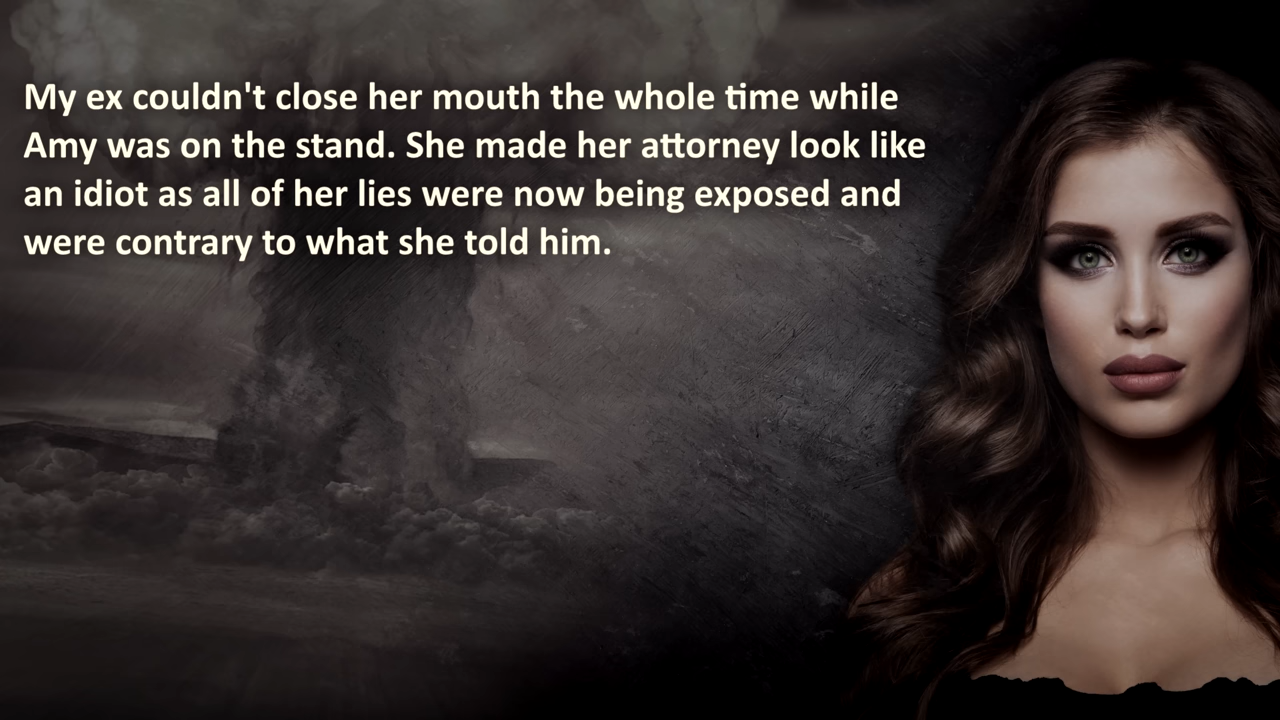 My ex couldn't close her mouth the whole time while
Amy was on the stand. She made her attorney look like
an idiot as all of her lies were now being exposed and
were contrary to what she told him.